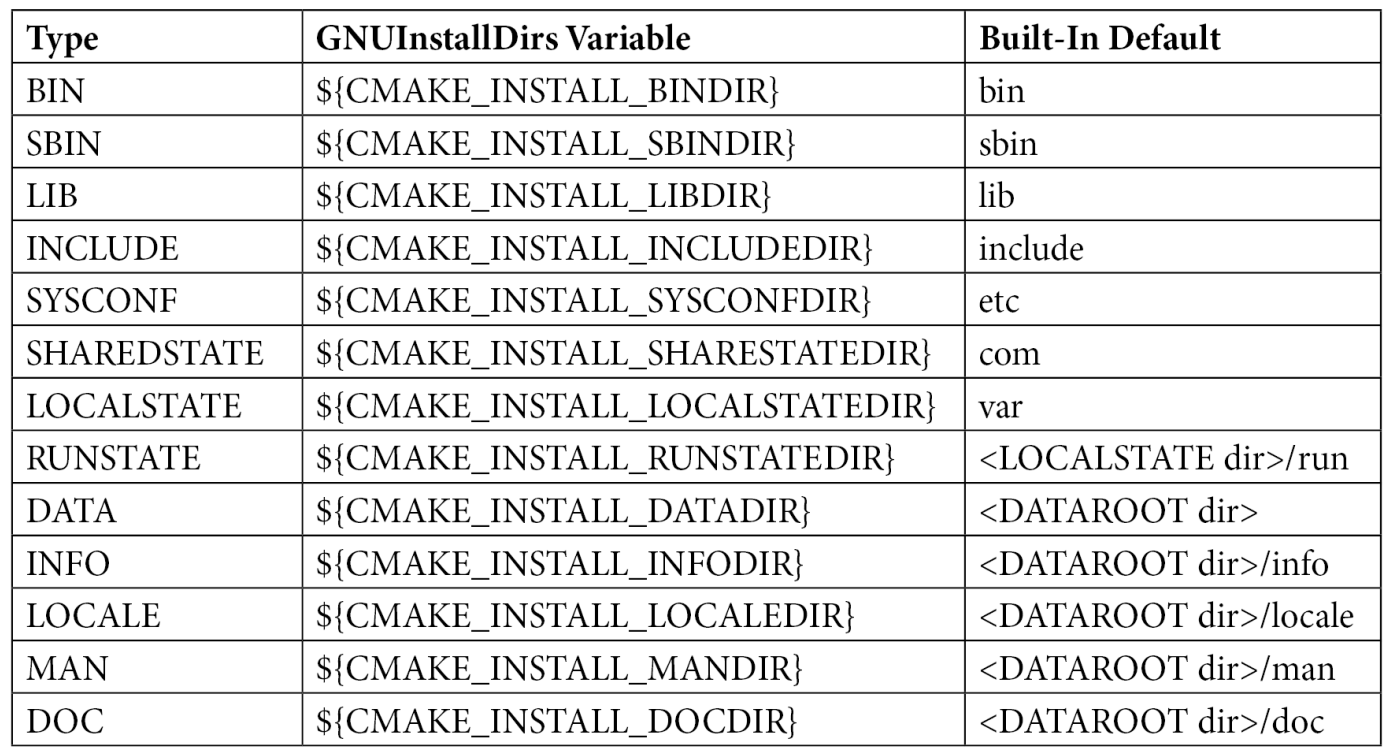 Type GNUInstallDirs Variable Built-In Default
BIN ${CMAKE_INSTALL_BINDIR} bin
SBIN ${CMAKE_INSTALL_SBINDIR} sbin
LIB ${CMAKE_INSTALL_LIBDIR} lib
INCLUDE ${CMAKE_INSTALL_INCLUDEDIR} include
SYSCONF ${CMAKE_INSTALL_SYSCONFDIR} etc
SHAREDSTATE ${CMAKE_INSTALL_SHARESTATEDIR} com
LOCALSTATE ${CMAKE_INSTALL_LOCALSTATEDIR} var
RUNSTATE ${CMAKE_INSTALL_RUNSTATEDIR} <LOCALSTATE dir>/run
DATA ${CMAKE_INSTALL_DATADIR} <DATAROOT dir>
INFO ${CMAKE_INSTALL_INFODIR} <DATAROOT dir>/info
LOCALE ${CMAKE_INSTALL_LOCALEDIR} <DATAROOT dir>/locale
MAN ${CMAKE_INSTALL_MANDIR} <DATAROOT dir>/man
DOC ${CMAKE_INSTALL_DOCDIR} <DATAROOT dir>/doc